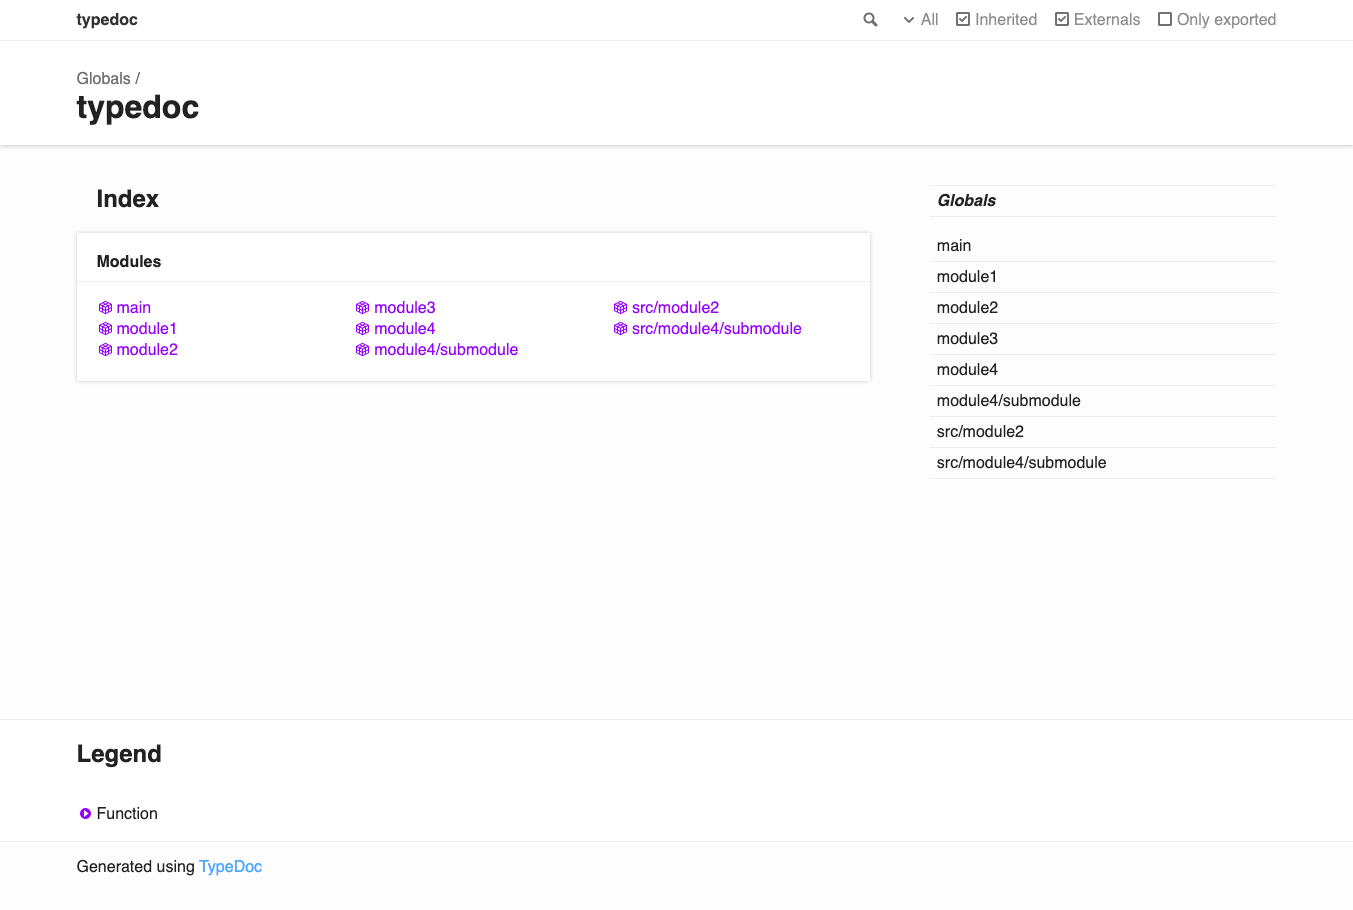 typedoc
All Inherited Externals Only exported
Globals /
typedoc
Index
Modules
main
module1
module2
module3
module4
module4/submodule
src/module2
src/module4/submodule
Globals
main
module1
module2
module3
module4
module4/submodule
src/module2
src/module4/submodule
Legend
Function
Generated using TypeDoc